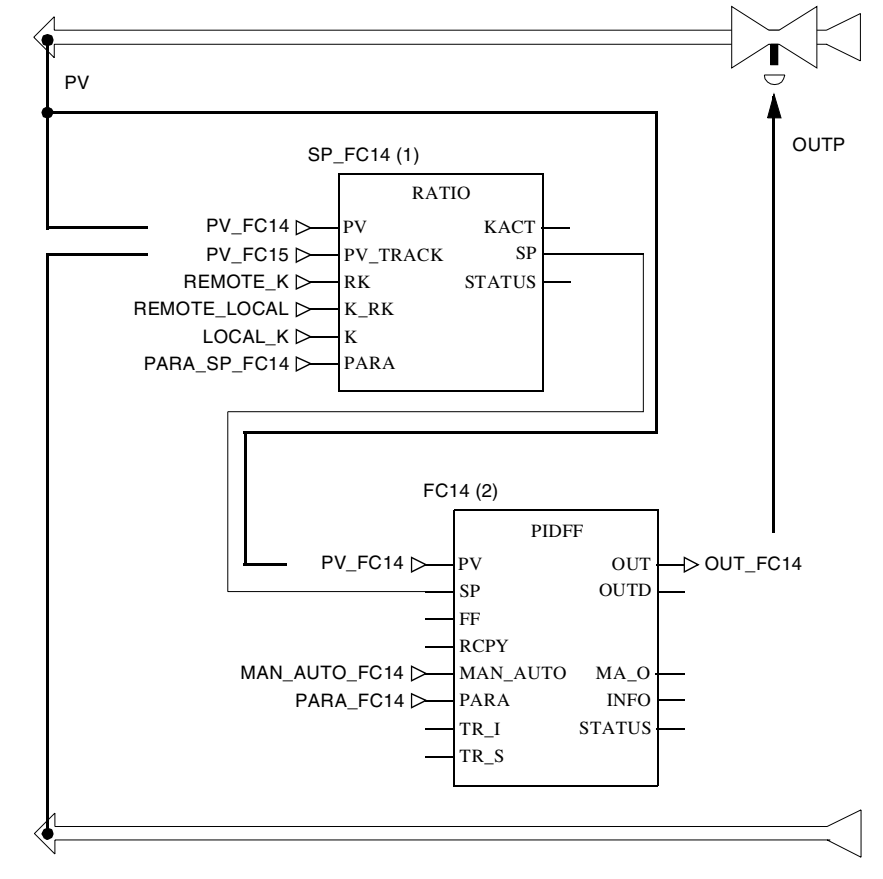 PV
OUTP
SP_FC14 (1)
RATIO
PV_FC14 PV KACT
PV_FC15 PV_TRACK SP
REMOTE_K RK STATUS
REMOTE_LOCAL K_RK
LOCAL_K K
PARA_SP_FC14 PARA
FC14 (2)
PIDFF
PV_FC14 PV OUT OUT_FC14
SP OUTD
FF
RCPY
MAN_AUTO_FC14 MAN_AUTO MA_O
PARA_FC14 PARA INFO
TR_I STATUS
TR_S